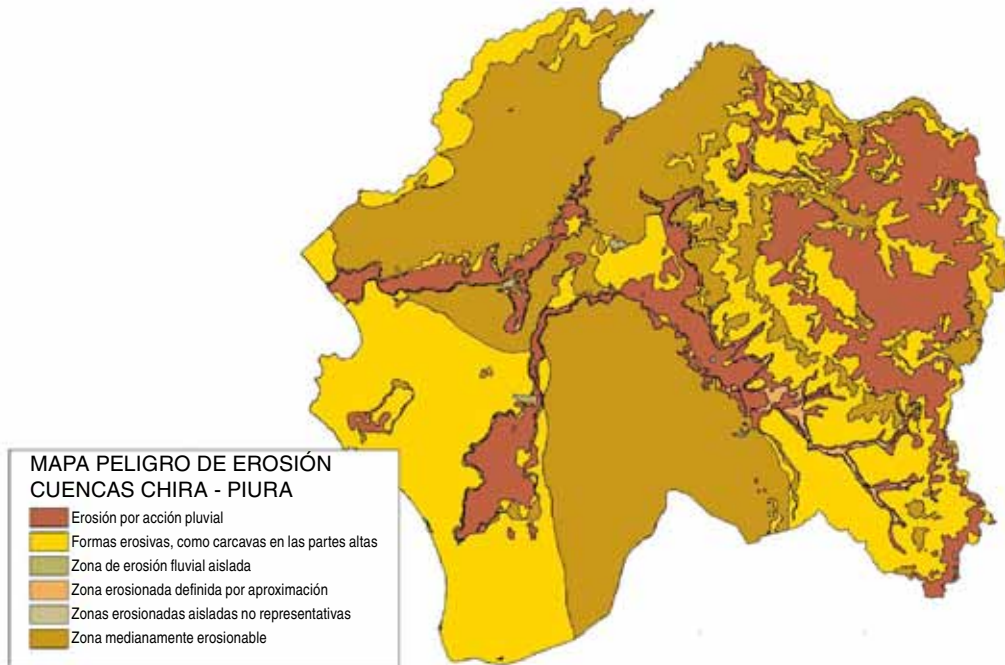 MAPA PELIGRO DE EROSIÓN
CUENCAS CHIRA - PIURA
Erosión por acción pluvial
Formas erosivas, como carcavas en las partes altas
Zona de erosión fluvial aislada
Zona erosionada definida por aproximación
Zonas erosionadas aisladas no representativas
Zona medianamente erosionable